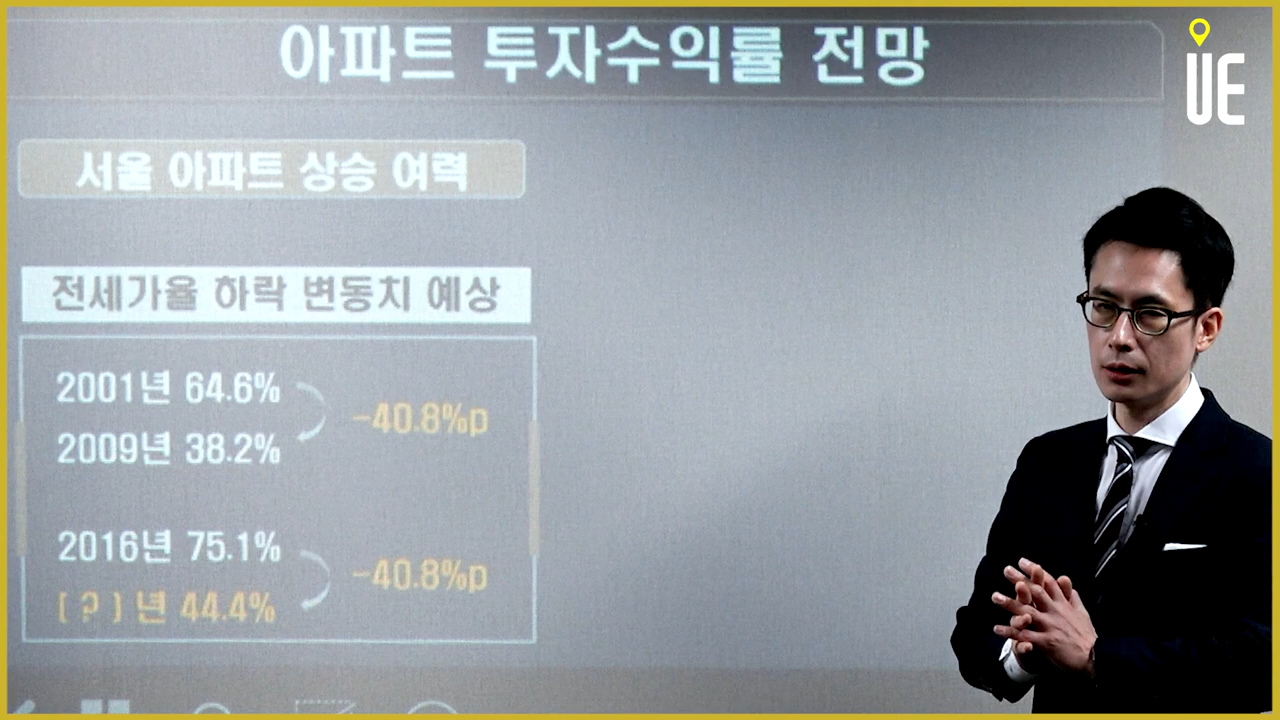 아파트 투자수익률 전망
UE
서울 아파트 상승 여력
전세가율 하락 변동치 예상
2001년 64.6%
-40.8%p
2009년 38.2%
2016년 75.1%
-40.8%p
[ ? ] 년 44.4%